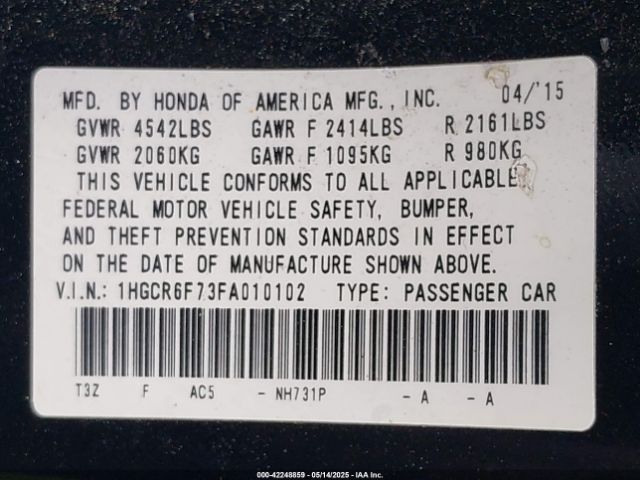 MFD. BY HONDA OF AMERICA MFG., INC. 04/'15
GVWR 4542LBS GAWR F 2414LBS R 2161LBS
GVWR 2060KG GAWR F 1095KG R 980KG
THIS VEHICLE CONFORMS TO ALL APPLICABLE
FEDERAL MOTOR VEHICLE SAFETY, BUMPER,
AND THEFT PREVENTION STANDARDS IN EFFECT
ON THE DATE OF MANUFACTURE SHOWN ABOVE.
V.I.N.: 1HGCR6F73FA010102 TYPE: PASSENGER CAR
T3Z F AC5 - NH731P - A - A
000-42248859 - 05/14/2025 - IAA Inc.